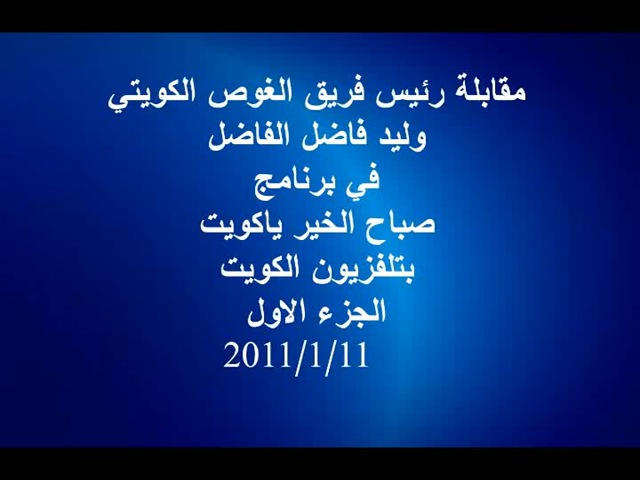 مقابلة رئيس فريق الغوص الكويتي
وليد فاضل الفاضل
في برنامج
صباح الخير ياكويت
بتلفزيون الكويت
الجزء الاول
2011/1/11